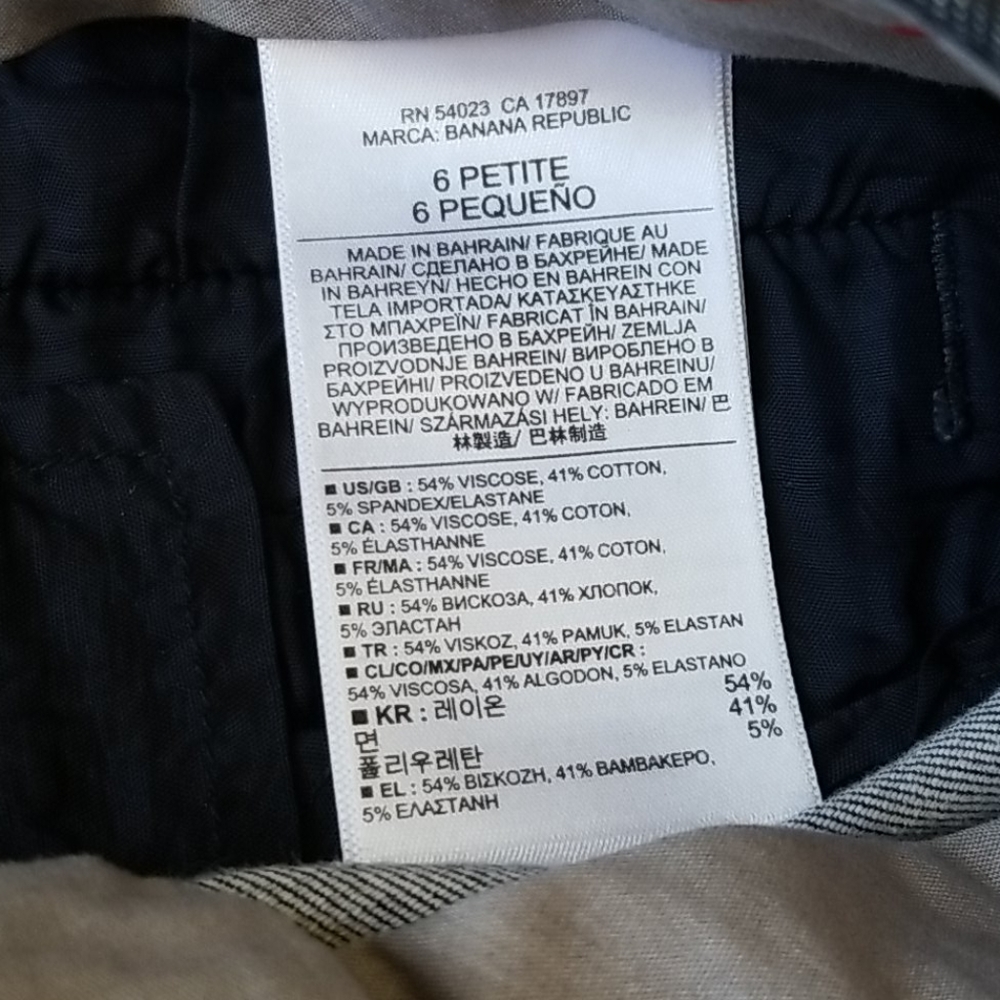 RN 54023 CA 17897
MARCA: BANANA REPUBLIC
6 PETITE
6 PEQUEÑO
MADE IN BAHRAIN/ FABRIQUE AU
BAHRAIN/ СДЕЛАНО В БАХРЕЙНЕ/ MADE
IN BAHREYN/ HECHO EN BAHREIN CON
TELA IMPORTADA/ ΚΑΤΑΣΚΕΥΑΣΤΗΚΕ
ΣΤΟ ΜΠΑΧΡΕΪΝ/ FABRICAT ÎN BAHRAIN/
ПРОИЗВЕДЕНО В БАХРЕЙН/ ZEMLJA
PROIZVODNJE BAHREIN/ ВИРОБЛЕНО В
БАХРЕЙНІ/ PROIZVEDENO U BAHREINU/
WYPRODUKOWANO W/ FABRICADO EM
BAHREIN/ SZÁRMAZÁSI HELY: BAHREIN/ 巴
林製造/ 巴林制造
■ US/GB : 54% VISCOSE, 41% COTTON,
5% SPANDEX/ELASTANE
■ CA : 54% VISCOSE, 41% COTON,
5% ÉLASTHANNE
■ FR/MA : 54% VISCOSE, 41% COTON,
5% ÉLASTHANNE
■ RU : 54% ВИСКОЗА, 41% ХЛОПОК,
5% ЭЛАСТАН
■ TR : 54% VISKOZ, 41% PAMUK, 5% ELASTAN
■ CL/CO/MX/PA/PE/UY/AR/PY/CR :
54% VISCOSA, 41% ALGODON, 5% ELASTANO
■ KR : 레이온 54%
면 41%
폴리우레탄 5%
■ EL : 54% ΒΙΣΚΟΖΗ, 41% ΒΑΜΒΑΚΕΡΟ,
5% ΕΛΑΣΤΑΝΗ